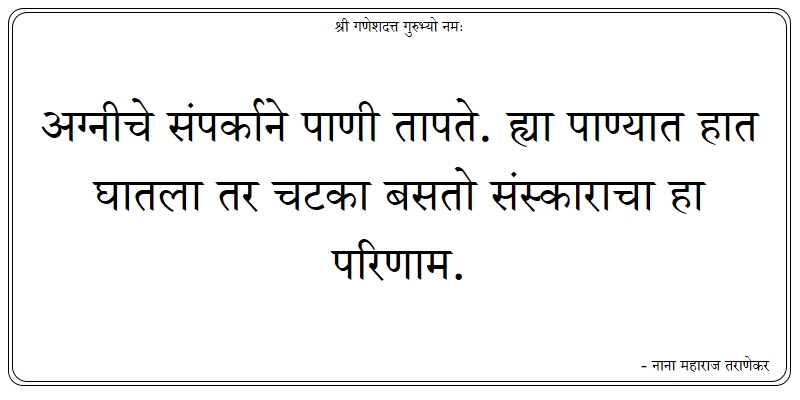 श्री गणेशदत्त गुरुभ्यो नमः
अग्नीचे संपर्काने पाणी तापते. ह्या पाण्यात हात
घातला तर चटका बसतो संस्काराचा हा
परिणाम.
- नाना महाराज तराणेकर